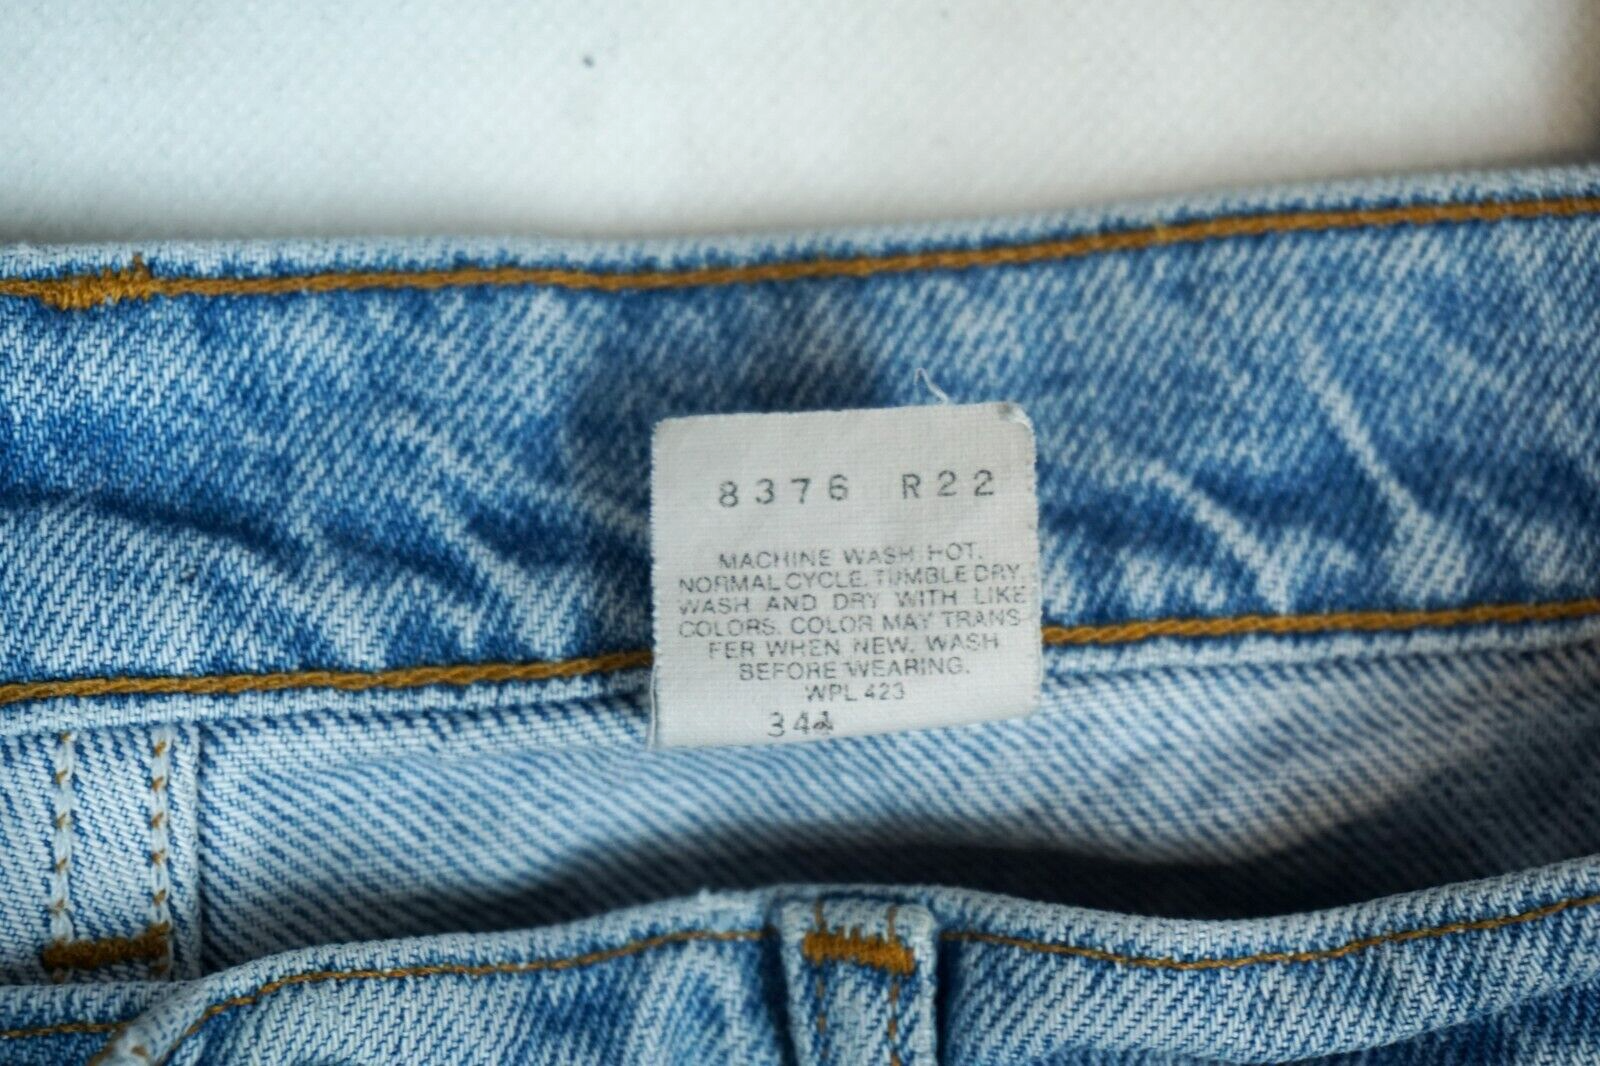 8376 R22
MACHINE WASH HOT.
NORMAL CYCLE. TUMBLE DRY.
WASH AND DRY WITH LIKE
COLORS. COLOR MAY TRANS
FER WHEN NEW. WASH
BEFORE WEARING.
WPL 423
34